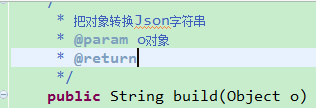 /
* 把对象转换Json字符串
* @param o对象
* @return
*/
public String build(Object o)